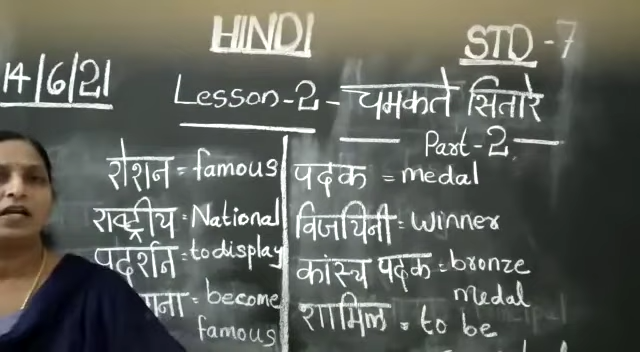 HINDI
STD - 7
14/6/21
Lesson-2 - चमकते सितारे
Part-2
रोशन = famous
राष्ट्रीय = National
प्रदर्शन = to display
= become
famous
पदक = medal
विजयिनी = winner
कांस्य पदक = bronze
medal
शामिल = to be